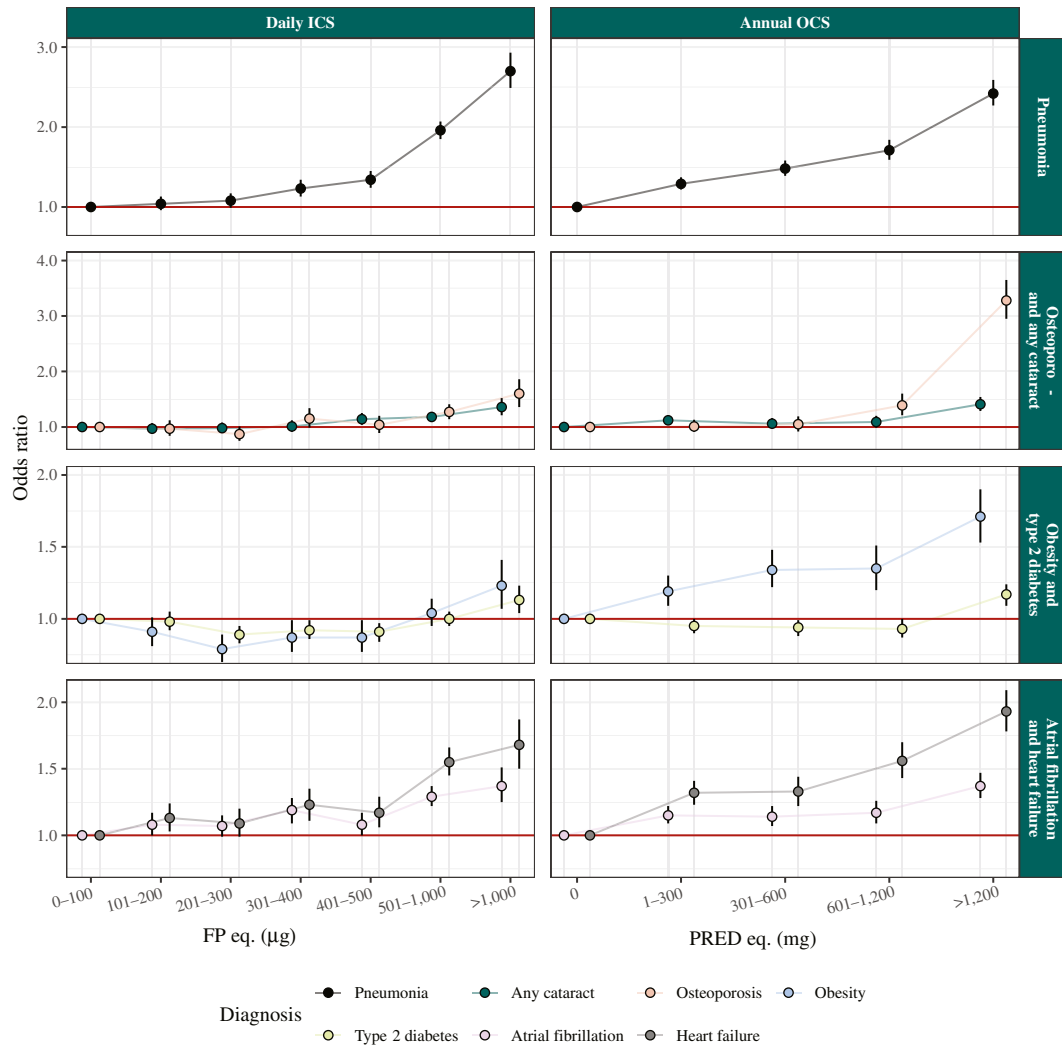 Daily ICS
Annual OCS
3.0
2.0
1.0
Pneumonia
4.0
3.0
2.0
1.0
Osteoporo -
and any cataract
Odds ratio
2.0
1.5
1.0
Obesity and
type 2 diabetes
2.0
1.5
1.0
Atrial fibrillation
and heart failure
0–100
101–200
201–300
301–400
401–500
501–1,000
>1,000
0
1–300
301–600
601–1,200
>1,200
FP eq. (µg)
PRED eq. (mg)
Diagnosis
Pneumonia
Any cataract
Osteoporosis
Obesity
Type 2 diabetes
Atrial fibrillation
Heart failure